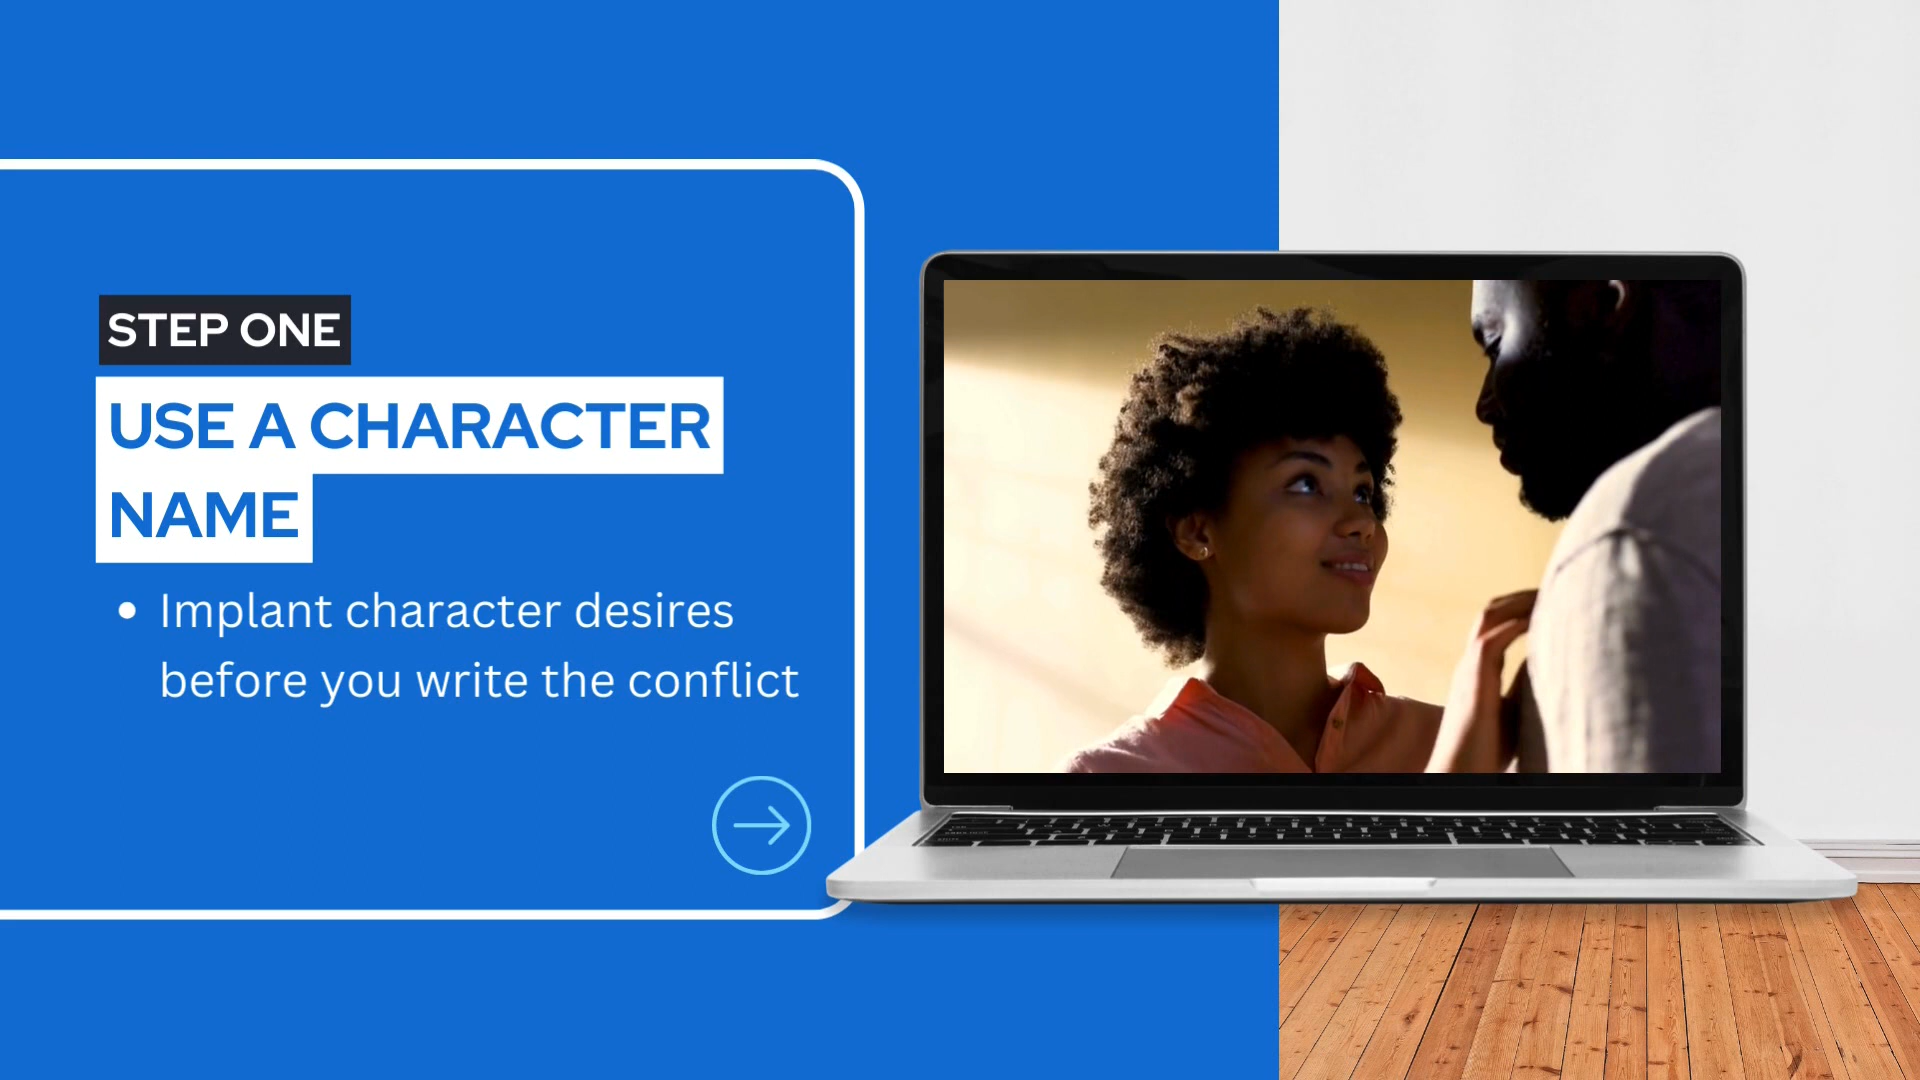 STEP ONE
USE A CHARACTER
NAME
• Implant character desires
before you write the conflict